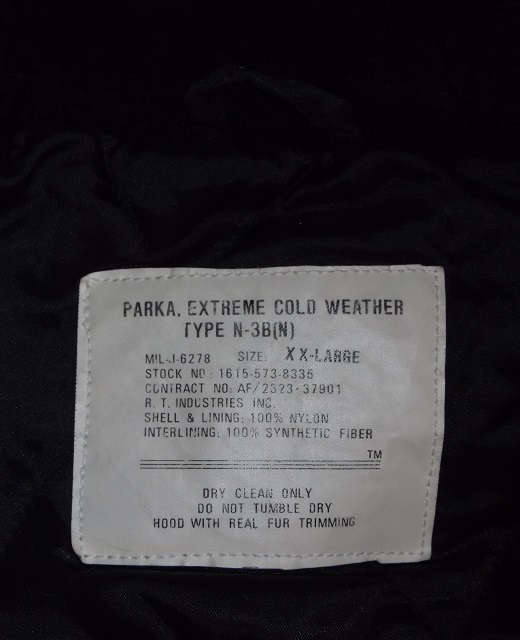 PARKA, EXTREME COLD WEATHER
TYPE N-3B(N)
MIL-J-6278 SIZE: XX-LARGE
STOCK NO: 1615-573-8335
CONTRACT NO: AF/2323-37901
R. T. INDUSTRIES INC.
SHELL & LINING: 100% NYLON
INTERLINING: 100% SYNTHETIC FIBER
TM
DRY CLEAN ONLY
DO NOT TUMBLE DRY
HOOD WITH REAL FUR TRIMMING